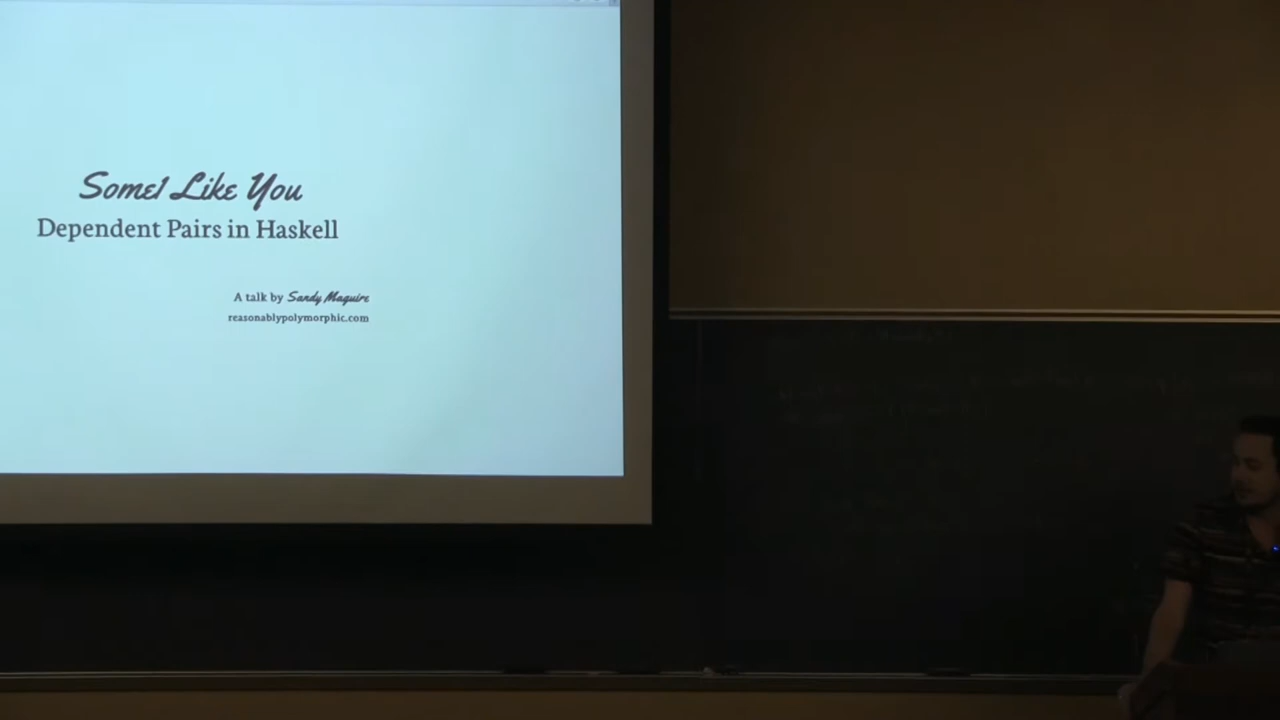 Some1 Like You
Dependent Pairs in Haskell
A talk by Sandy Maguire
reasonablypolymorphic.com